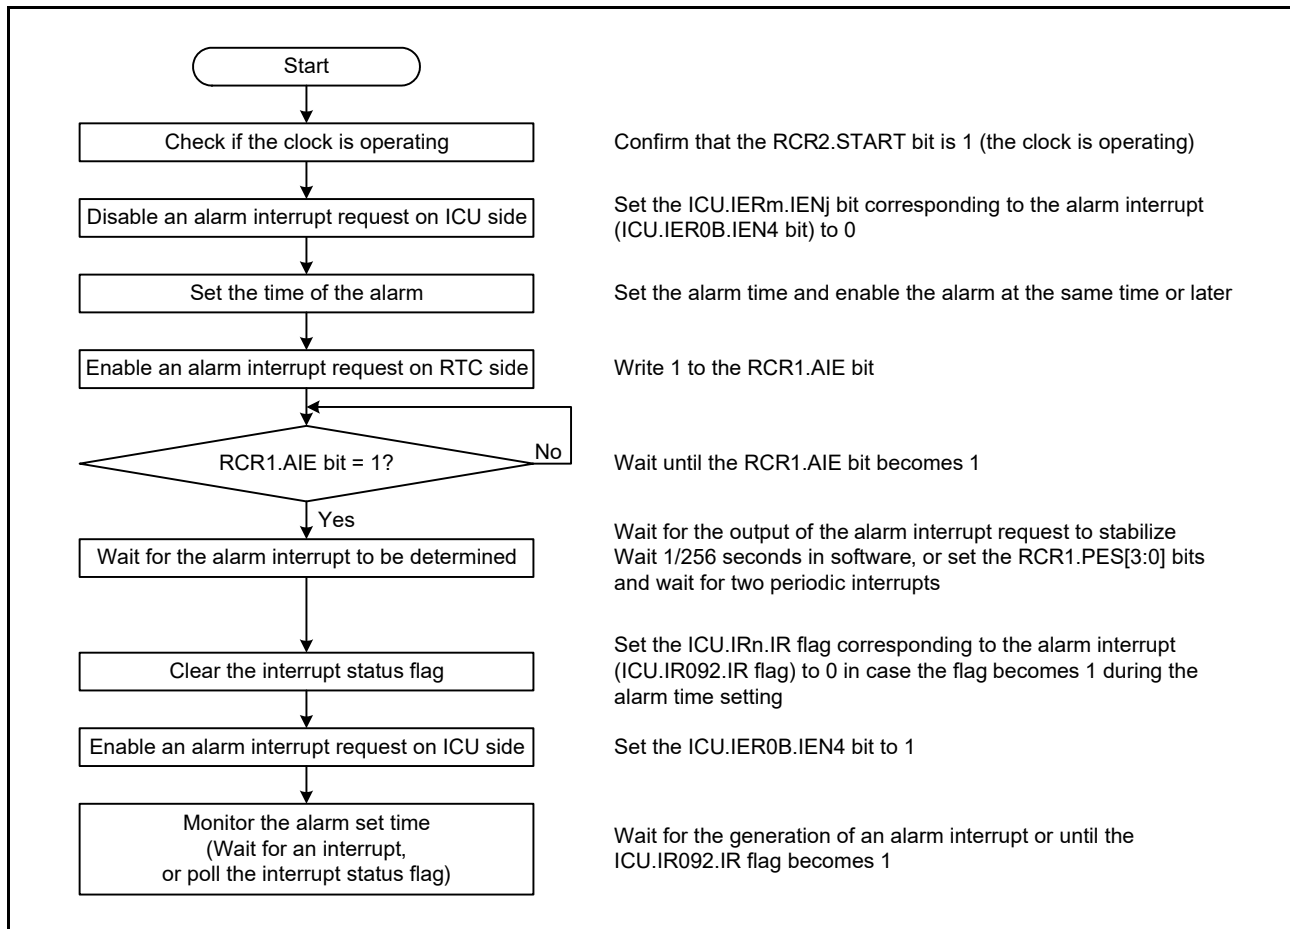 Start
Check if the clock is operating
Confirm that the RCR2.START bit is 1 (the clock is operating)
Disable an alarm interrupt request on ICU side
Set the ICU.IERm.IENj bit corresponding to the alarm interrupt
(ICU.IER0B.IEN4 bit) to 0
Set the time of the alarm
Set the alarm time and enable the alarm at the same time or later
Enable an alarm interrupt request on RTC side
Write 1 to the RCR1.AIE bit
RCR1.AIE bit = 1?
No
Wait until the RCR1.AIE bit becomes 1
Yes
Wait for the alarm interrupt to be determined
Wait for the output of the alarm interrupt request to stabilize
Wait 1/256 seconds in software, or set the RCR1.PES[3:0] bits
and wait for two periodic interrupts
Clear the interrupt status flag
Set the ICU.IRn.IR flag corresponding to the alarm interrupt
(ICU.IR092.IR flag) to 0 in case the flag becomes 1 during the
alarm time setting
Enable an alarm interrupt request on ICU side
Set the ICU.IER0B.IEN4 bit to 1
Monitor the alarm set time
(Wait for an interrupt,
or poll the interrupt status flag)
Wait for the generation of an alarm interrupt or until the
ICU.IR092.IR flag becomes 1